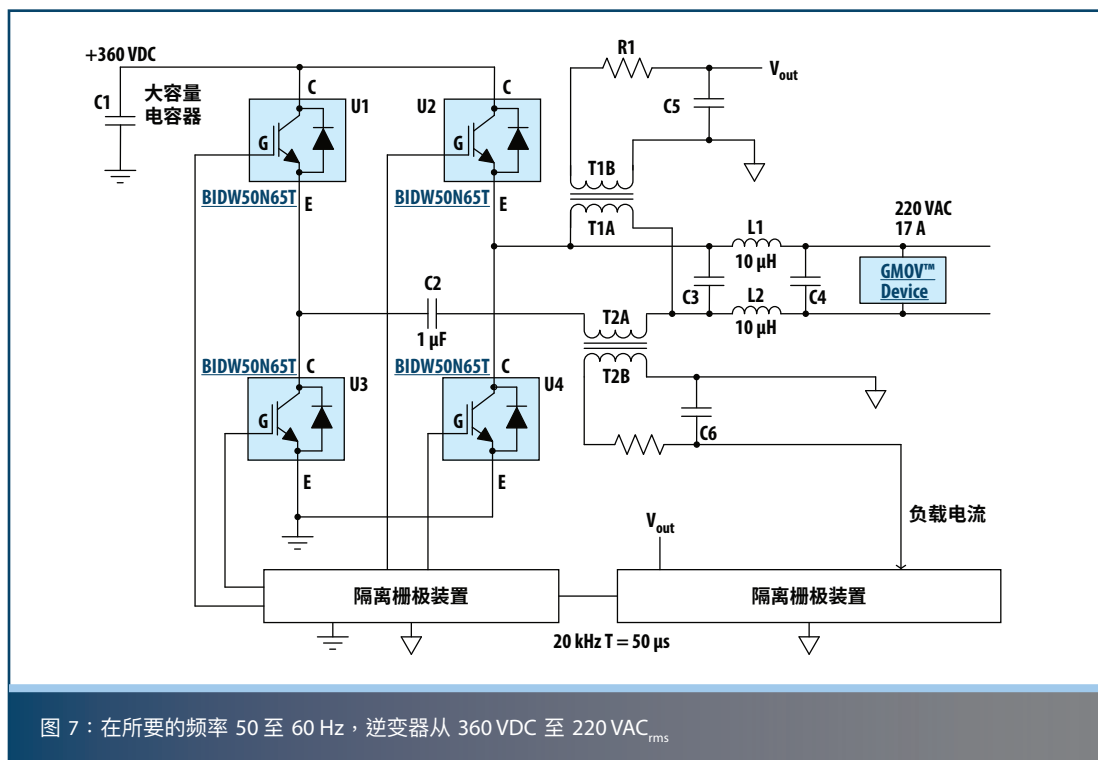 +360 VDC
C1
大容量
电容器
C
U1
G
BIDW50N65T
E
C
U2
G
BIDW50N65T
E
R1
V_out
C5
T1B
T1A
L1
10 µH
C3
C4
L2
10 µH
220 VAC
17 A
GMOV™
Device
C2
1 µF
T2A
T2B
C6
BIDW50N65T
C
U3
G
E
BIDW50N65T
C
U4
G
E
负载电流
V_out
隔离栅极装置
隔离栅极装置
20 kHz T = 50 µs
图 7：在所要的频率 50 至 60 Hz，逆变器从 360 VDC 至 220 VAC_rms